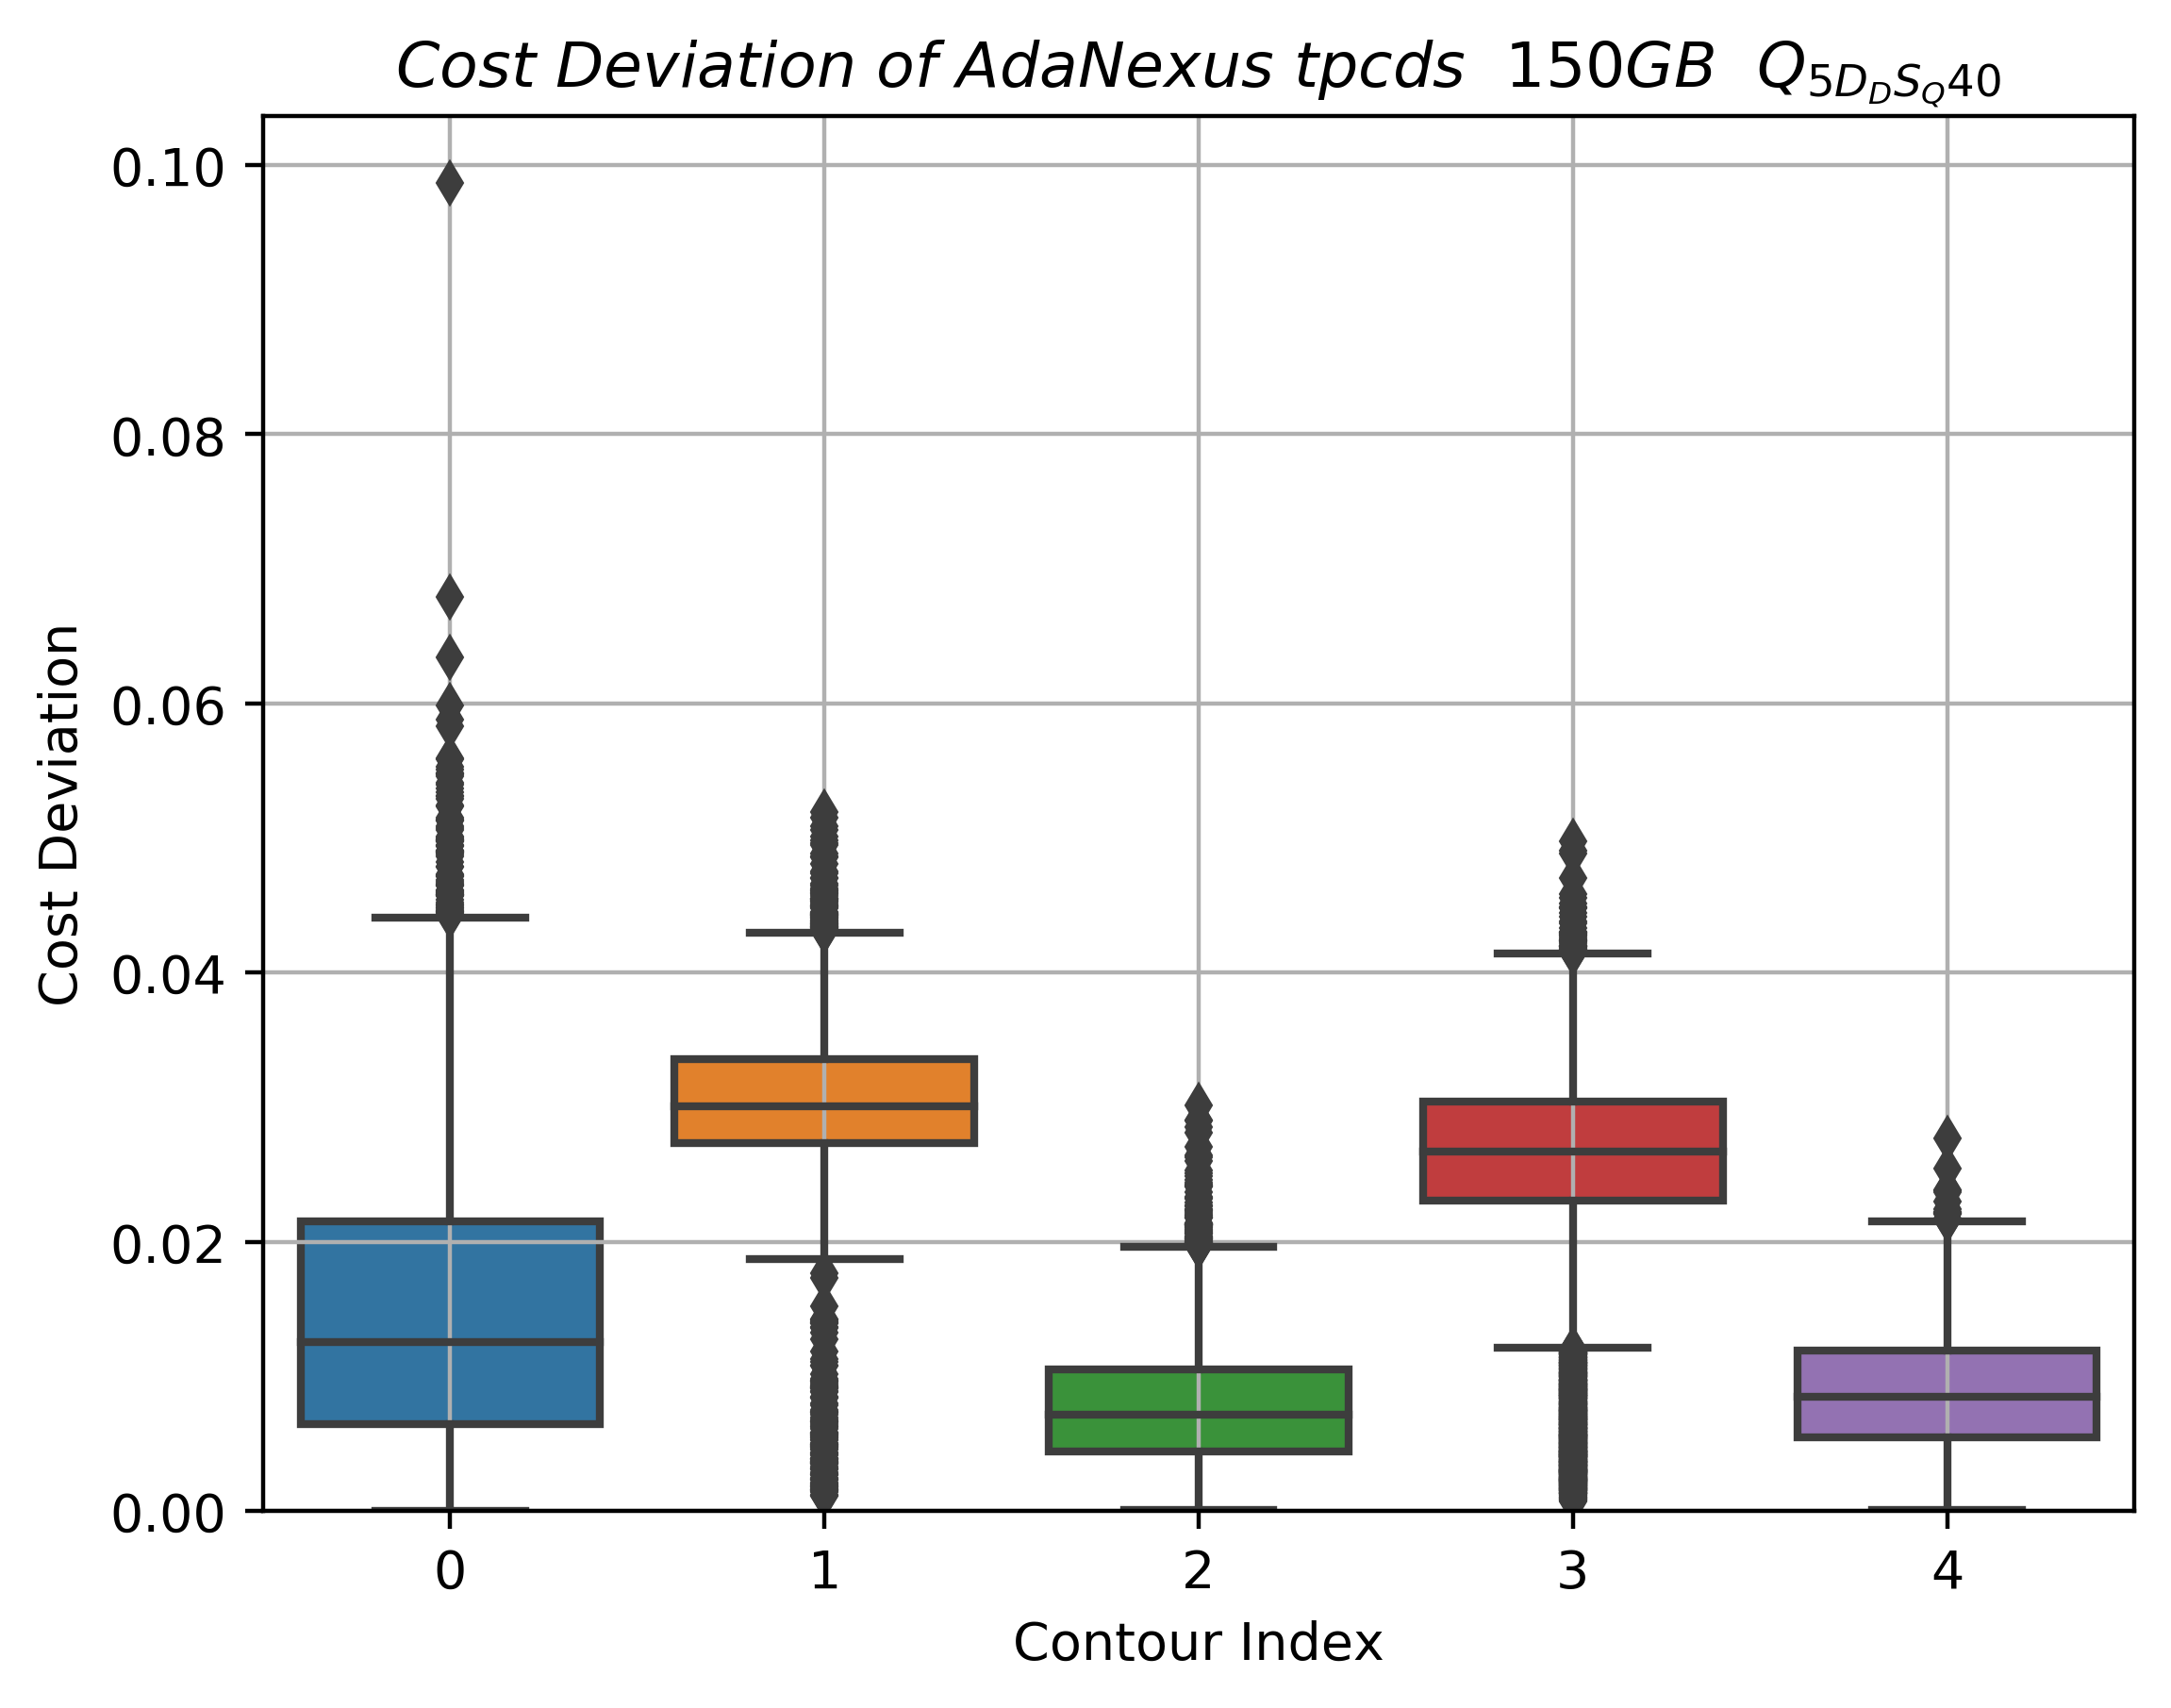 Cost Deviation of AdaNexus tpcds 150GB Q5DDSQ40
0.10
0.08
0.06
0.04
0.02
0.00
Cost Deviation
0 1 2 3 4
Contour Index